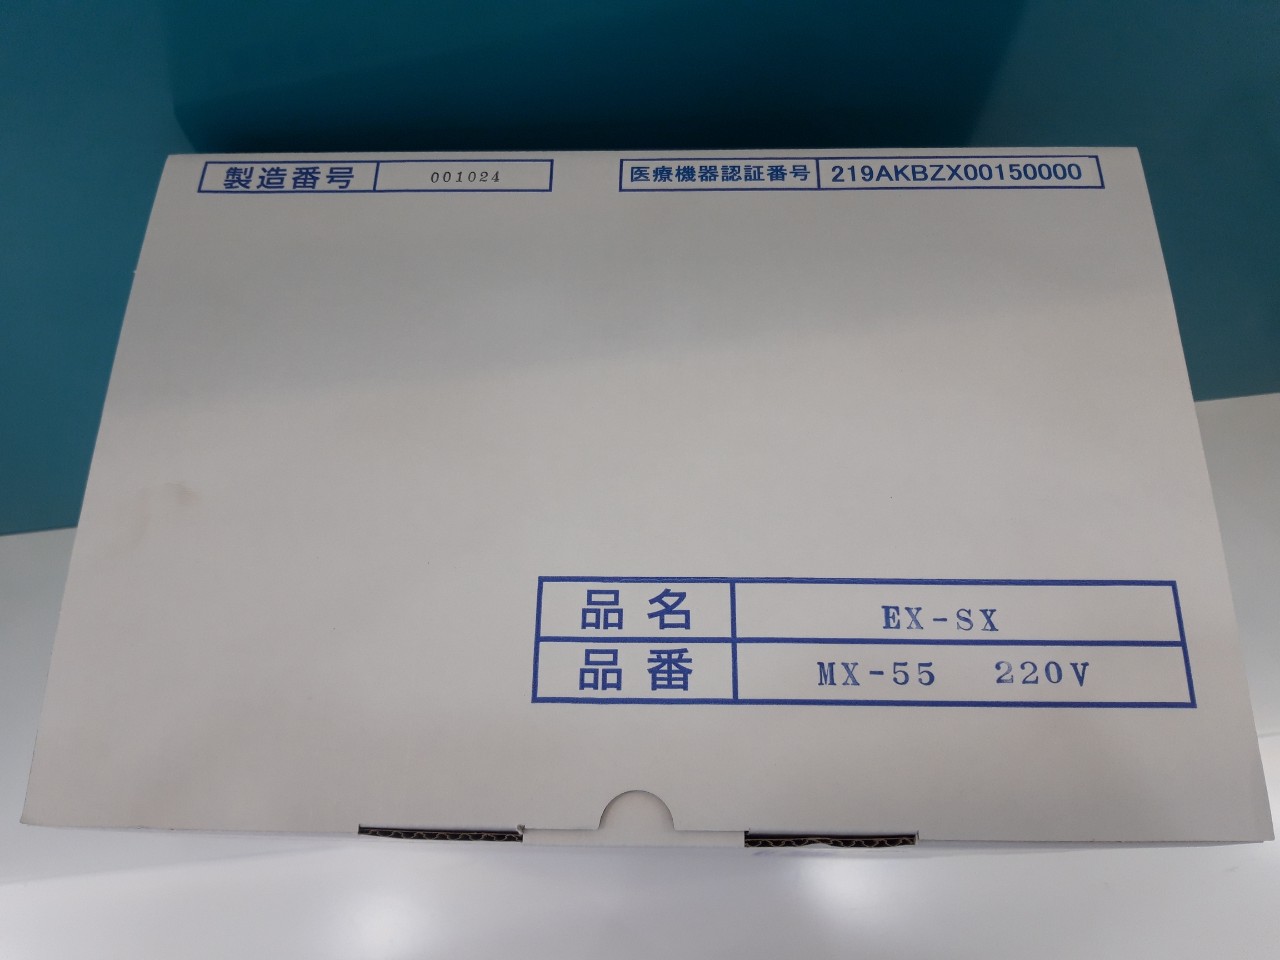 製造番号 001024
医療機器認証番号 219AKBZX00150000
品名 EX-SX
品番 MX-55 220V